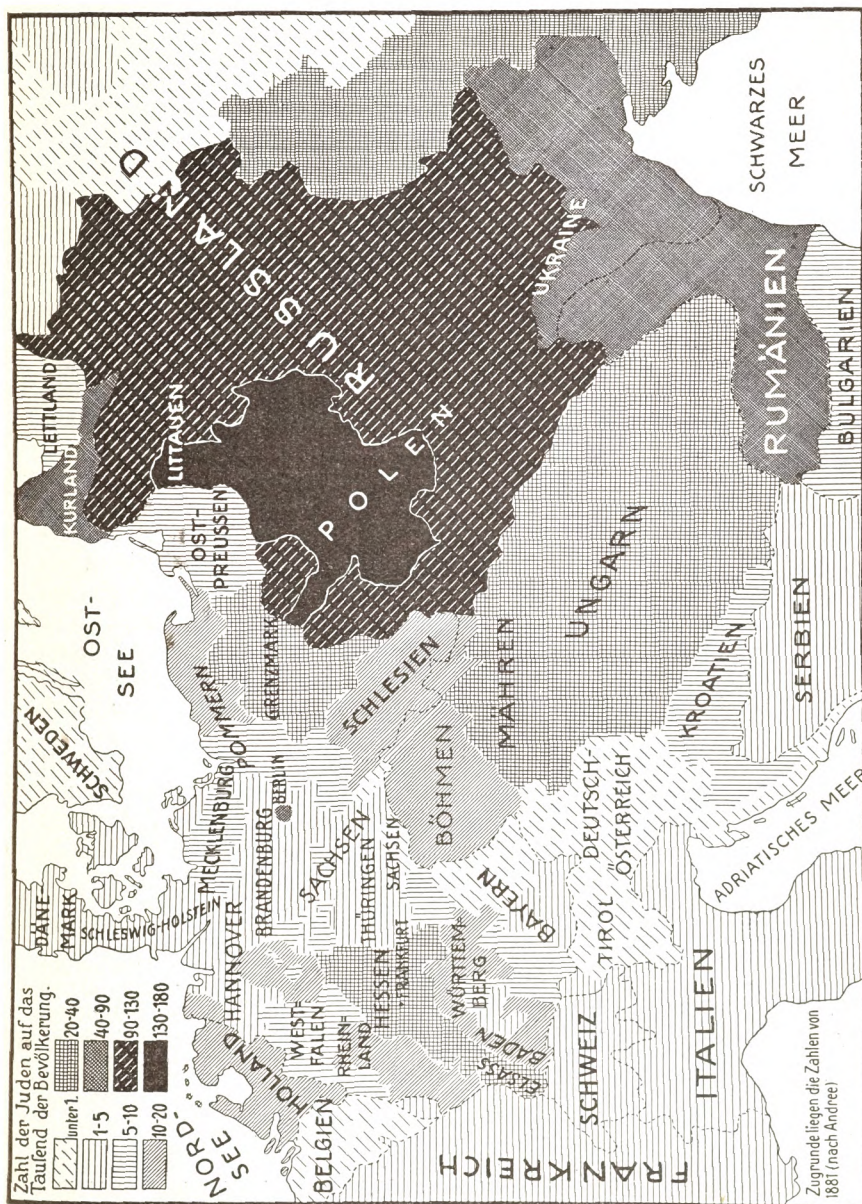 Zahl der Juden auf das
Tausend der Bevölkerung.
unter 1.
1-5
5-10
10-20
20-40
40-90
90-130
130-180
DÄNE-
MARK
SCHLESWIG-HOLSTEIN
SCHWEDEN
OST-
SEE
KURLAND
LETTLAND
LITTAUEN
RUSSLAND
NORD-
SEE
HOLLAND
HANNOVER
MECKLENBURG
POMMERN
OST-
PREUSSEN
POLEN
BRANDENBURG
BERLIN
GRENZMARK
BELGIEN
WEST-
FALEN
RHEIN-
LAND
HESSEN
FRANKFURT
THÜRINGEN
SACHSEN
SACHSEN
SCHLESIEN
BÖHMEN
MÄHREN
UKRAINE
FRANKREICH
ELSASS
BADEN
WÜRTTEM=
BERG
BAYERN
DEUTSCH-
ÖSTERREICH
TIROL
UNGARN
SCHWEIZ
ITALIEN
ADRIATISCHES MEER
KROATIEN
SERBIEN
RUMÄNIEN
BULGARIEN
SCHWARZES
MEER
Zugrunde liegen die Zahlen von
1881 (nach Andree)